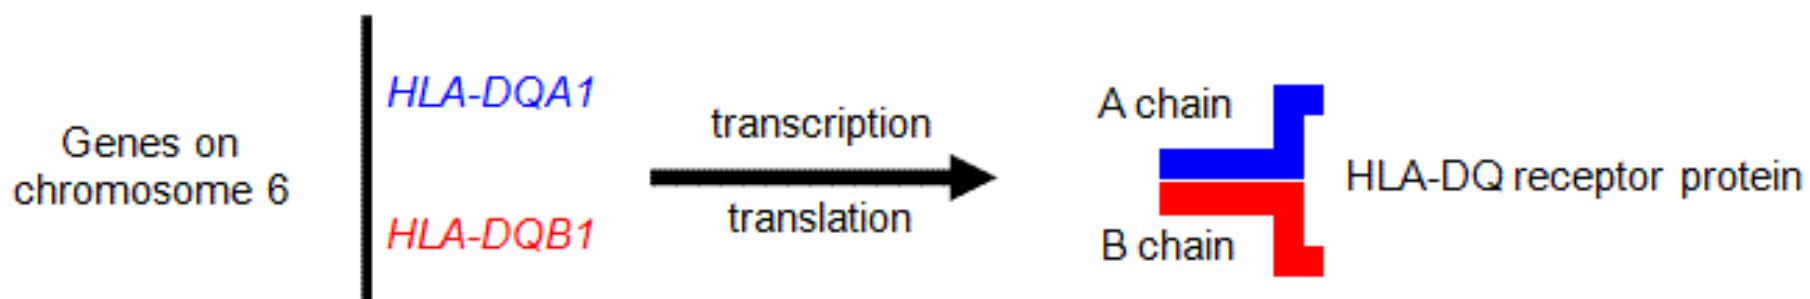 Genes on
chromosome 6
HLA-DQA1
HLA-DQB1
transcription
translation
A chain
B chain
HLA-DQ receptor protein